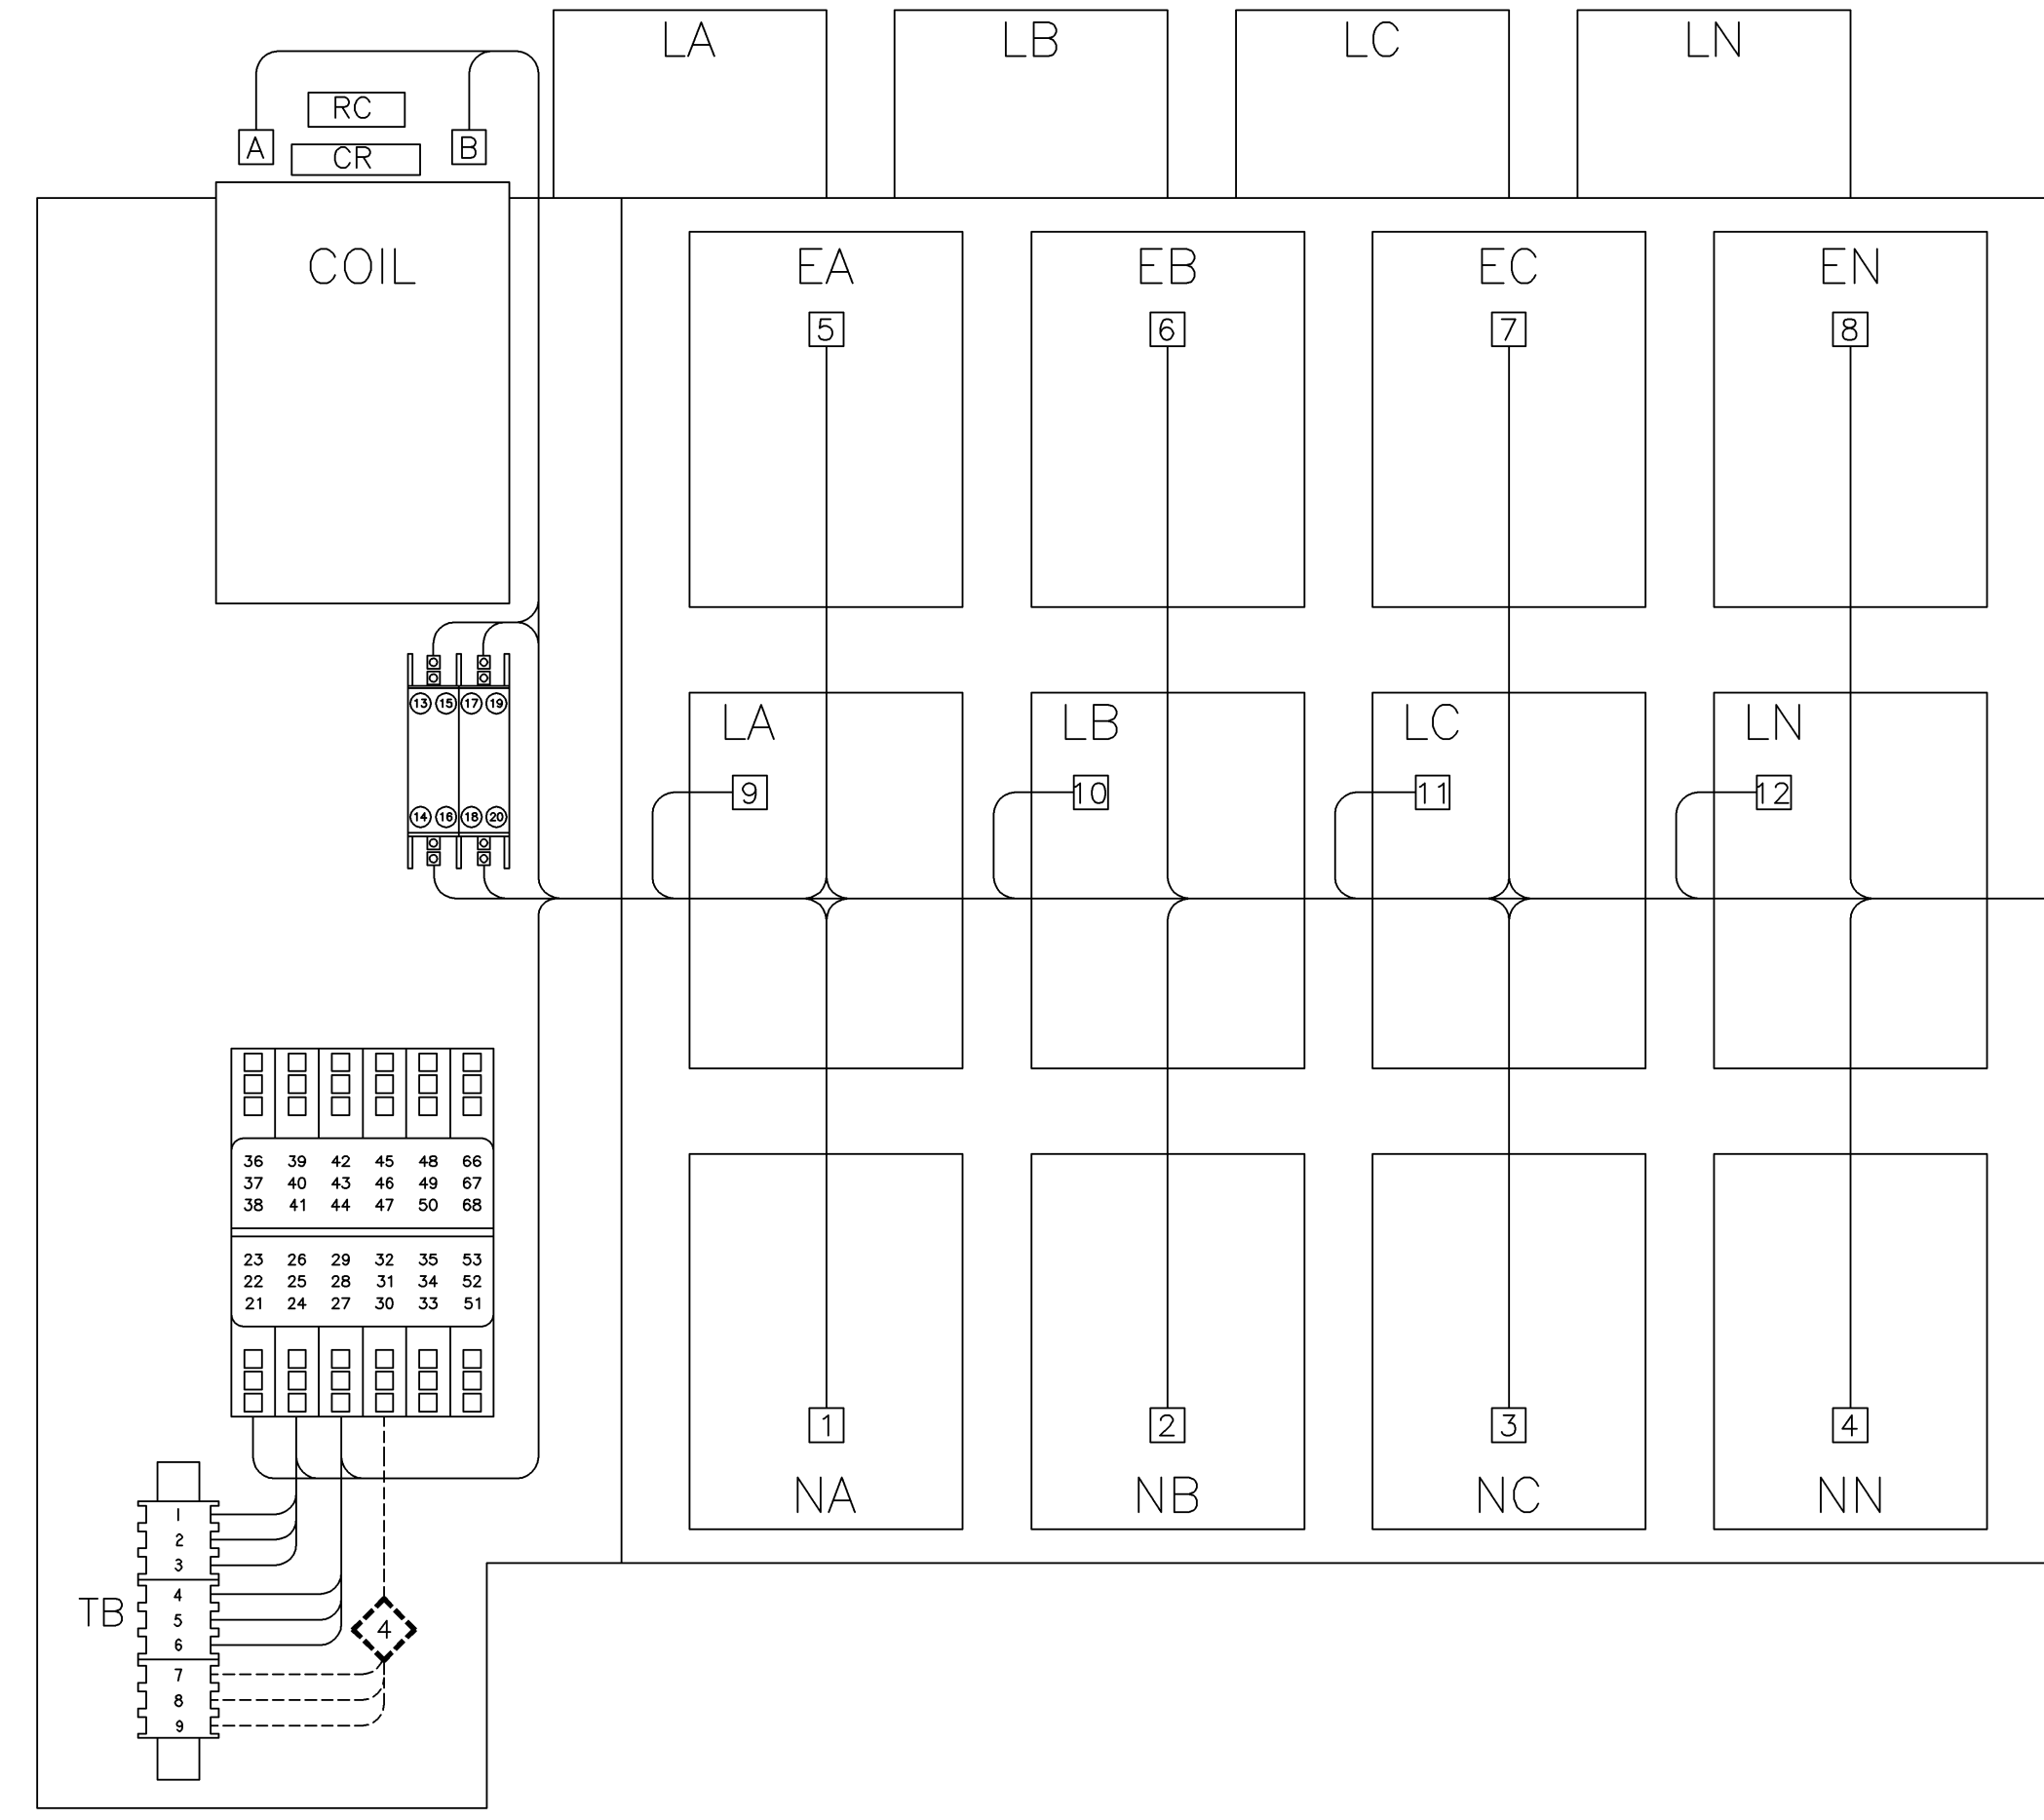 LA LB LC LN
RC
A CR B
COIL EA EB EC EN
5 6 7 8
13 15 17 19
LA LB LC LN
9 10 11 12
14 16 18 20
36 39 42 45 48 66
37 40 43 46 49 67
38 41 44 47 50 68
23 26 29 32 35 53
22 25 28 31 34 52
21 24 27 30 33 51
1 2 3 4
NA NB NC NN
1
2
3
4
TB
5
4
6
7
8
9